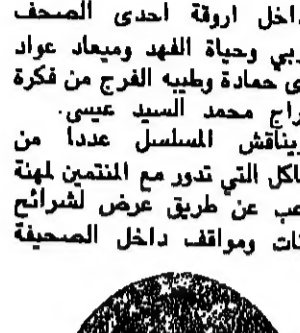 داخل اروقة احدى الصحف
ربي وحياة الفهد وميعاد عواد
ى حمادة وطيبه الفرج من فكرة
راج محمد السيد عيسى.
يناقش المسلسل عددا من
اكل التي تدور مع المنتمين لمهنة
عب عن طريق عرض لشرائح
ات ومواقف داخل الصحيفة